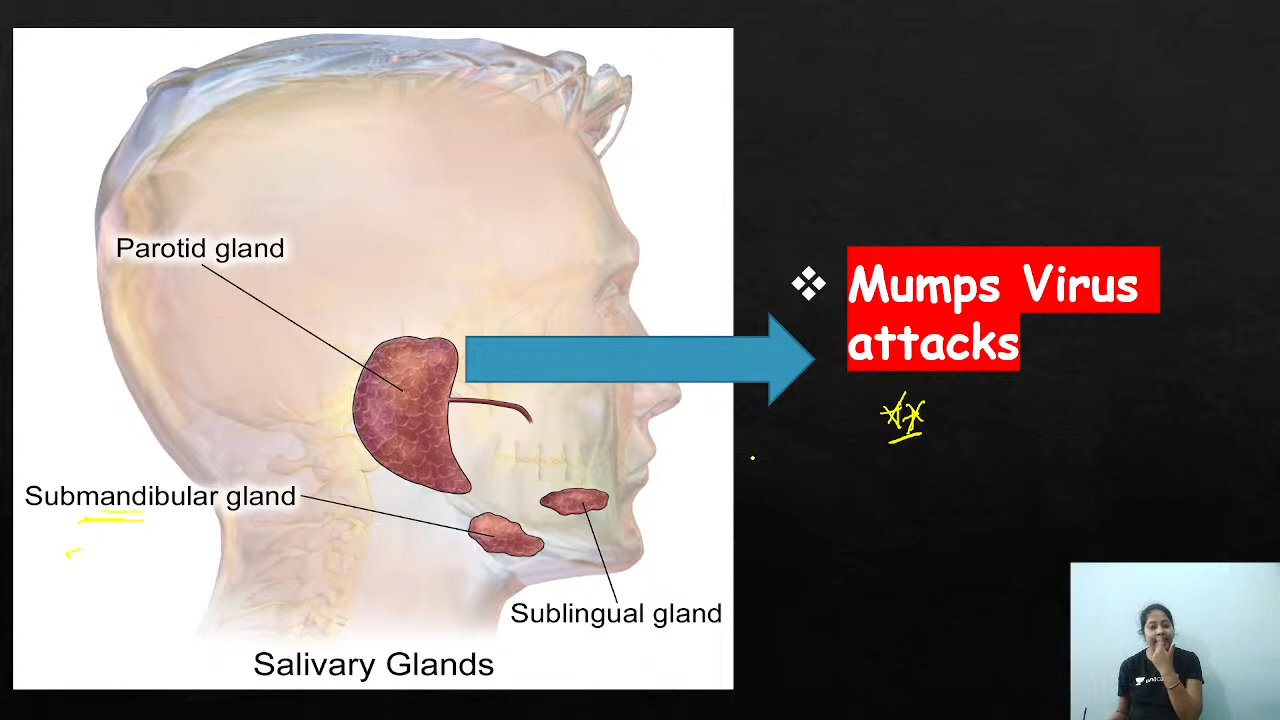 Parotid gland
Submandibular gland
Sublingual gland
Salivary Glands
Mumps Virus
attacks